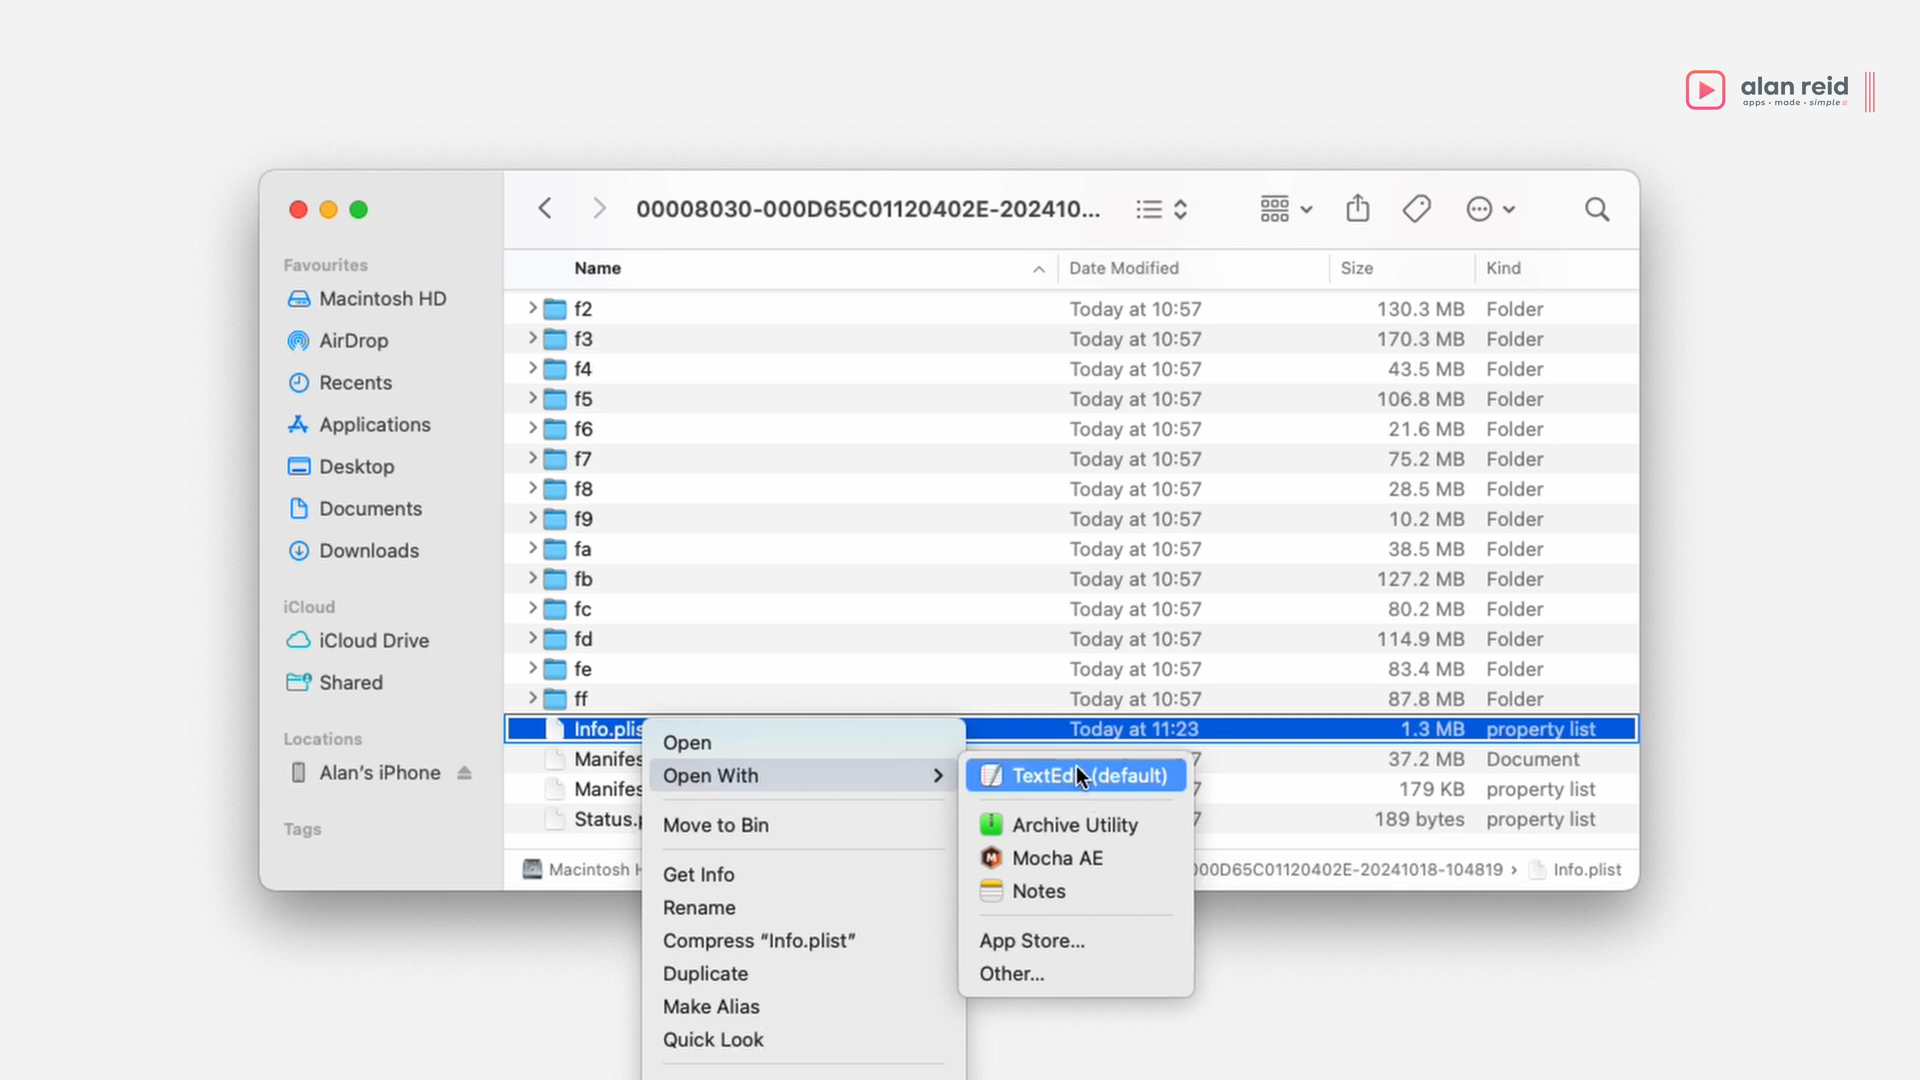 alan reid
apps • made • simple
00008030-000D65C01120402E-202410...
Favourites
Macintosh HD
AirDrop
Recents
Applications
Desktop
Documents
Downloads
iCloud
iCloud Drive
Shared
Locations
Alan's iPhone
Tags
Name Date Modified Size Kind
f2 Today at 10:57 130.3 MB Folder
f3 Today at 10:57 170.3 MB Folder
f4 Today at 10:57 43.5 MB Folder
f5 Today at 10:57 106.8 MB Folder
f6 Today at 10:57 21.6 MB Folder
f7 Today at 10:57 75.2 MB Folder
f8 Today at 10:57 28.5 MB Folder
f9 Today at 10:57 10.2 MB Folder
fa Today at 10:57 38.5 MB Folder
fb Today at 10:57 127.2 MB Folder
fc Today at 10:57 80.2 MB Folder
fd Today at 10:57 114.9 MB Folder
fe Today at 10:57 83.4 MB Folder
ff Today at 10:57 87.8 MB Folder
Info.plis Today at 11:23 1.3 MB property list
Manifes 7 37.2 MB Document
Manifes 7 179 KB property list
Status.p 7 189 bytes property list
Macintosh H 000D65C01120402E-20241018-104819 › Info.plist
Open
Open With
Move to Bin
Get Info
Rename
Compress “Info.plist”
Duplicate
Make Alias
Quick Look
TextEdi (default)
Archive Utility
Mocha AE
Notes
App Store...
Other...